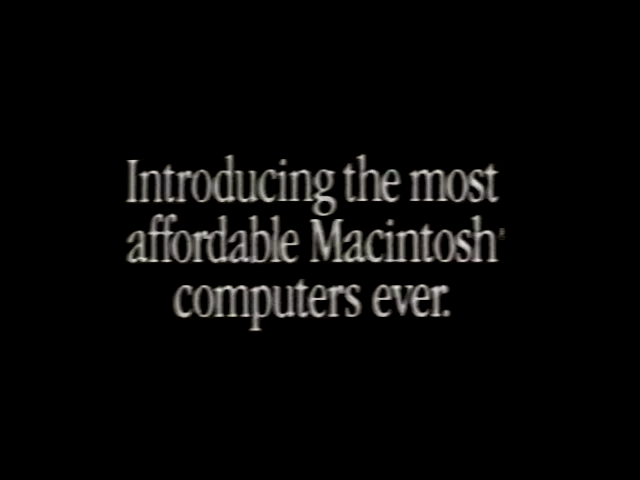 Introducing the most
affordable Macintosh®
computers ever.